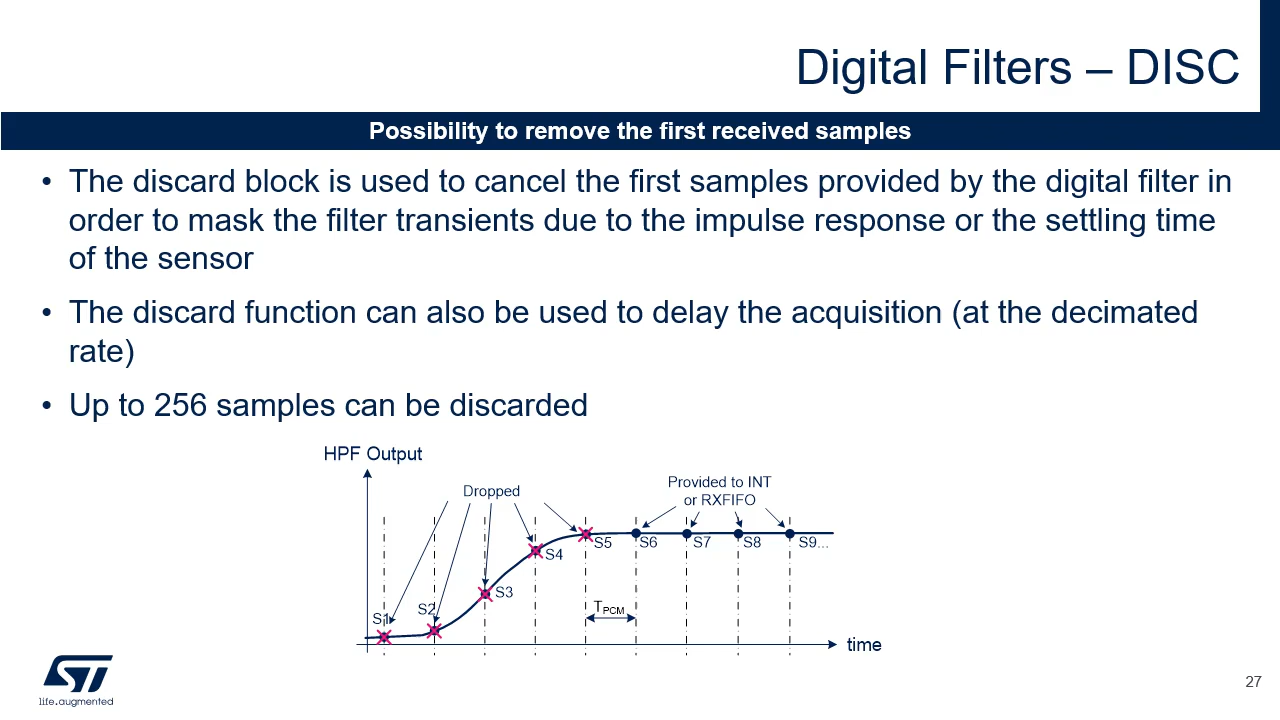 Digital Filters – DISC
Possibility to remove the first received samples
• The discard block is used to cancel the first samples provided by the digital filter in
order to mask the filter transients due to the impulse response or the settling time
of the sensor
• The discard function can also be used to delay the acquisition (at the decimated
rate)
• Up to 256 samples can be discarded
HPF Output
Dropped
Provided to INT
or RXFIFO
S1
S2
S3
S4
S5
S6
S7
S8
S9...
TPCM
time
ST
life.augmented
27